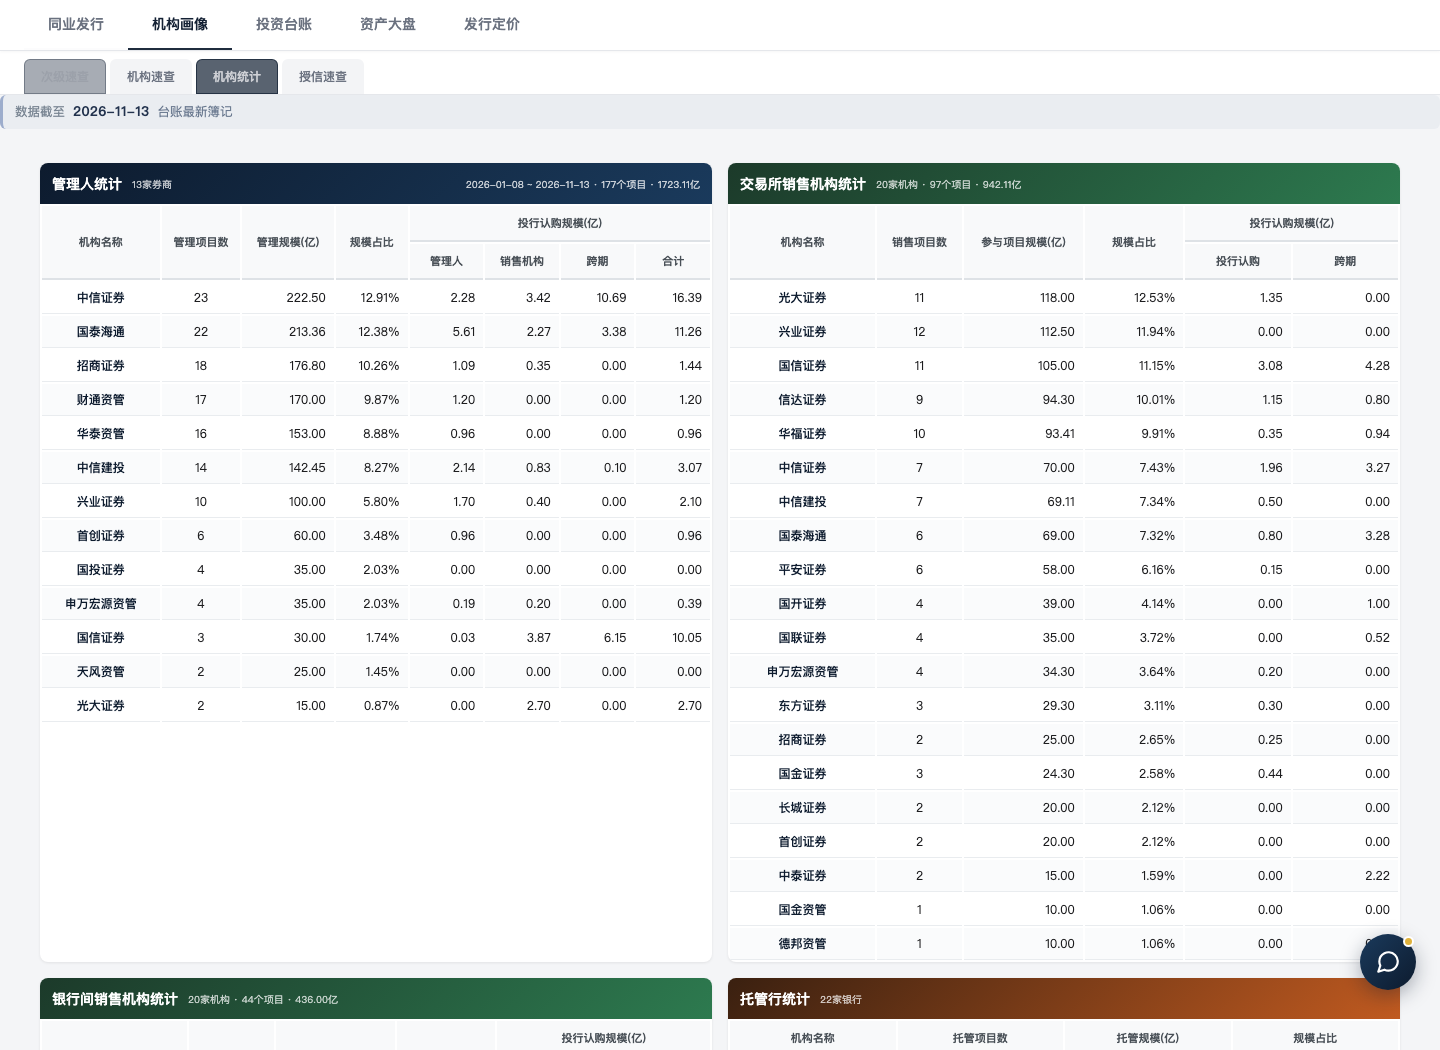 同业发行 机构画像 投资台账 资产大盘 发行定价
机构速查 机构统计 授信速查
数据截至 2026-11-13 台账最新簿记
管理人统计 13家券商 2026-01-08 ~ 2026-11-13 · 177个项目 · 1723.11亿
机构名称 管理项目数 管理规模(亿) 规模占比 投行认购规模(亿)
管理人 销售机构 跨期 合计
中信证券 23 222.50 12.91% 2.28 3.42 10.69 16.39
国泰海通 22 213.36 12.38% 5.61 2.27 3.38 11.26
招商证券 18 176.80 10.26% 1.09 0.35 0.00 1.44
财通资管 17 170.00 9.87% 1.20 0.00 0.00 1.20
华泰资管 16 153.00 8.88% 0.96 0.00 0.00 0.96
中信建投 14 142.45 8.27% 2.14 0.83 0.10 3.07
兴业证券 10 100.00 5.80% 1.70 0.40 0.00 2.10
首创证券 6 60.00 3.48% 0.96 0.00 0.00 0.96
国投证券 4 35.00 2.03% 0.00 0.00 0.00 0.00
申万宏源资管 4 35.00 2.03% 0.19 0.20 0.00 0.39
国信证券 3 30.00 1.74% 0.03 3.87 6.15 10.05
天风资管 2 25.00 1.45% 0.00 0.00 0.00 0.00
光大证券 2 15.00 0.87% 0.00 2.70 0.00 2.70
交易所销售机构统计 20家机构 · 97个项目 · 942.11亿
机构名称 销售项目数 参与项目规模(亿) 规模占比 投行认购规模(亿)
投行认购 跨期
光大证券 11 118.00 12.53% 1.35 0.00
兴业证券 12 112.50 11.94% 0.00 0.00
国信证券 11 105.00 11.15% 3.08 4.28
信达证券 9 94.30 10.01% 1.15 0.80
华福证券 10 93.41 9.91% 0.35 0.94
中信证券 7 70.00 7.43% 1.96 3.27
中信建投 7 69.11 7.34% 0.50 0.00
国泰海通 6 69.00 7.32% 0.80 3.28
平安证券 6 58.00 6.16% 0.15 0.00
国开证券 4 39.00 4.14% 0.00 1.00
国联证券 4 35.00 3.72% 0.00 0.52
申万宏源资管 4 34.30 3.64% 0.20 0.00
东方证券 3 29.30 3.11% 0.30 0.00
招商证券 2 25.00 2.65% 0.25 0.00
国金证券 3 24.30 2.58% 0.44 0.00
长城证券 2 20.00 2.12% 0.00 0.00
首创证券 2 20.00 2.12% 0.00 0.00
中泰证券 2 15.00 1.59% 0.00 2.22
国金资管 1 10.00 1.06% 0.00 0.00
德邦资管 1 10.00 1.06% 0.00
银行间销售机构统计 20家机构 · 44个项目 · 436.00亿
投行认购规模(亿)
托管行统计 22家银行
机构名称 托管项目数 托管规模(亿) 规模占比